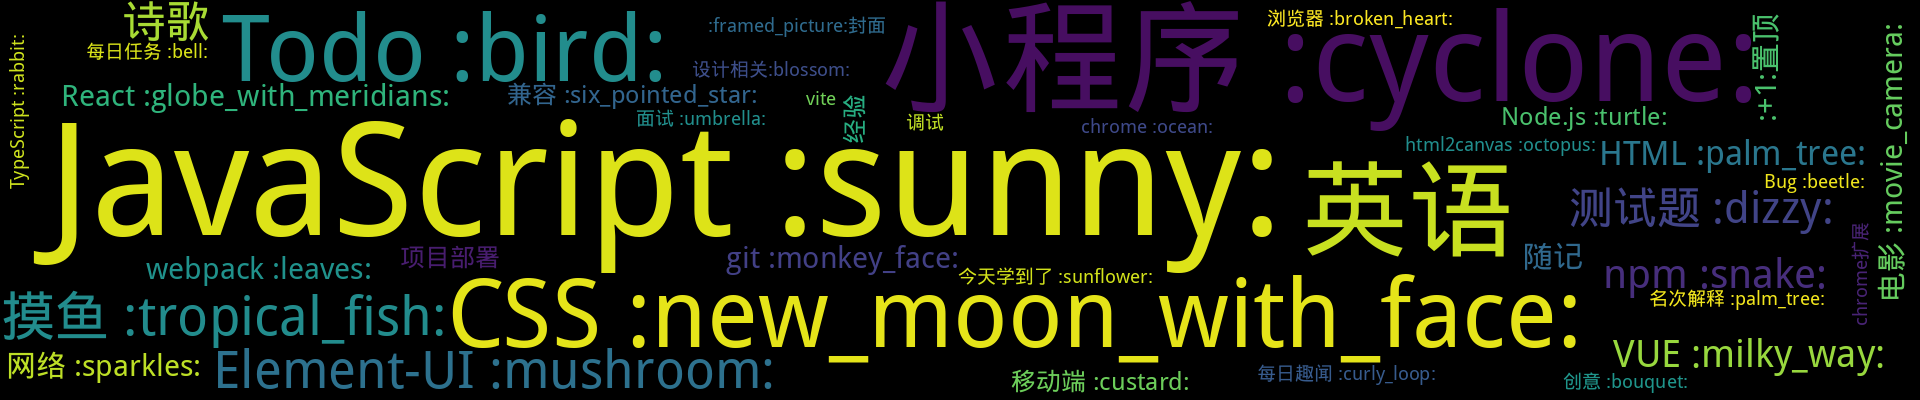 诗歌
每日任务 :bell:
TypeScript :rabbit:
Todo :bird:
:framed_picture:封面
设计相关:blossom:
小程序 :cyclone:
浏览器 :broken_heart:
:+1:置顶
电影 :movie_camera:
React :globe_with_meridians:
兼容 :six_pointed_star:
面试 :umbrella:
vite
经验
调试
chrome :ocean:
Node.js :turtle:
html2canvas :octopus:
HTML :palm_tree:
Bug :beetle:
JavaScript :sunny:
英语
测试题 :dizzy:
webpack :leaves:
项目部署
git :monkey_face:
今天学到了 :sunflower:
随记
npm :snake:
名次解释 :palm_tree:
chrome扩展
摸鱼 :tropical_fish:
CSS :new_moon_with_face:
网络 :sparkles:
Element-UI :mushroom:
移动端 :custard:
每日趣闻 :curly_loop:
创意 :bouquet:
VUE :milky_way: